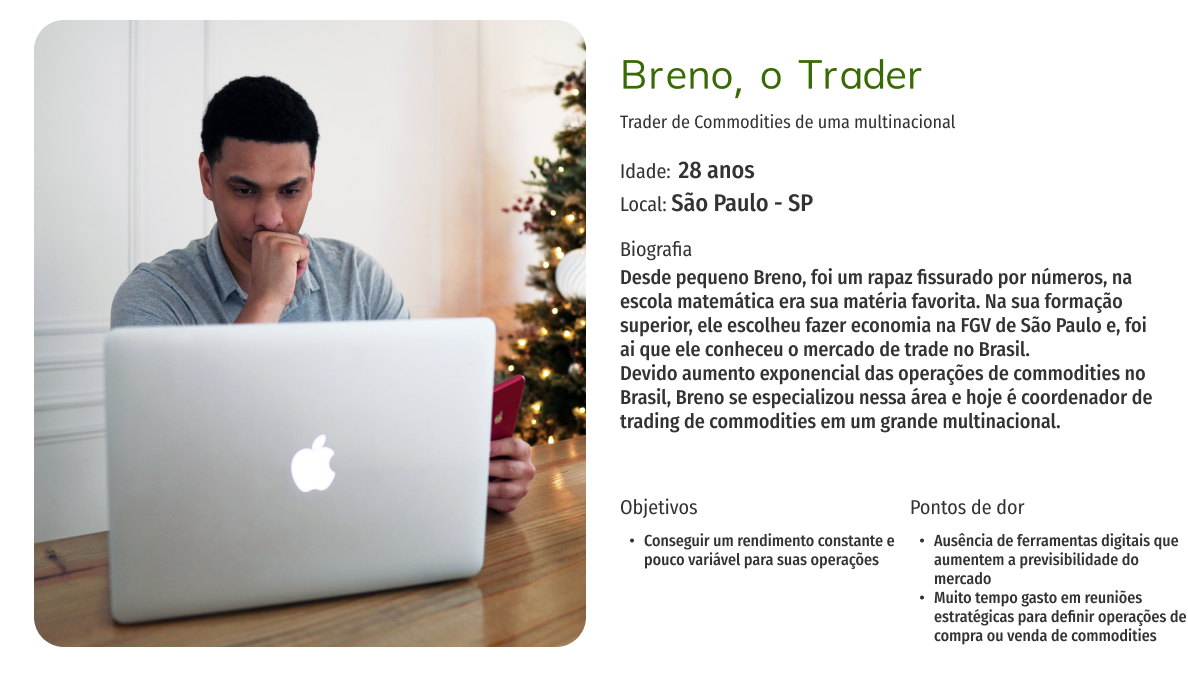 Breno, o Trader
Trader de Commodities de uma multinacional
Idade: 28 anos
Local: São Paulo - SP
Biografia
Desde pequeno Breno, foi um rapaz fissurado por números, na
escola matemática era sua matéria favorita. Na sua formação
superior, ele escolheu fazer economia na FGV de São Paulo e, foi
ai que ele conheceu o mercado de trade no Brasil.
Devido aumento exponencial das operações de commodities no
Brasil, Breno se especializou nessa área e hoje é coordenador de
trading de commodities em um grande multinacional.
Objetivos
• Conseguir um rendimento constante e
pouco variável para suas operações
Pontos de dor
• Ausência de ferramentas digitais que
aumentem a previsibilidade do
mercado
• Muito tempo gasto em reuniões
estratégicas para definir operações de
compra ou venda de commodities